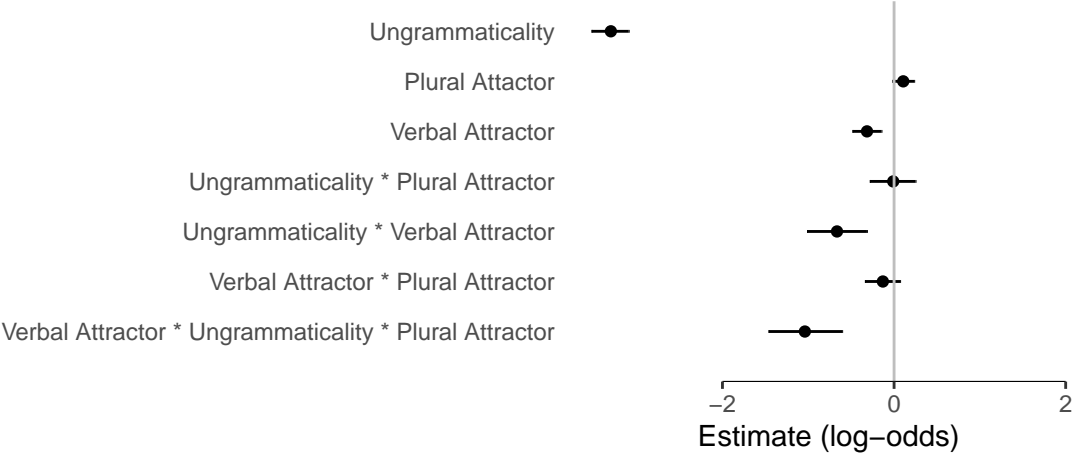 Ungrammaticality
Plural Attactor
Verbal Attractor
Ungrammaticality * Plural Attractor
Ungrammaticality * Verbal Attractor
Verbal Attractor * Plural Attractor
Verbal Attractor * Ungrammaticality * Plural Attractor
−2 0 2
Estimate (log−odds)